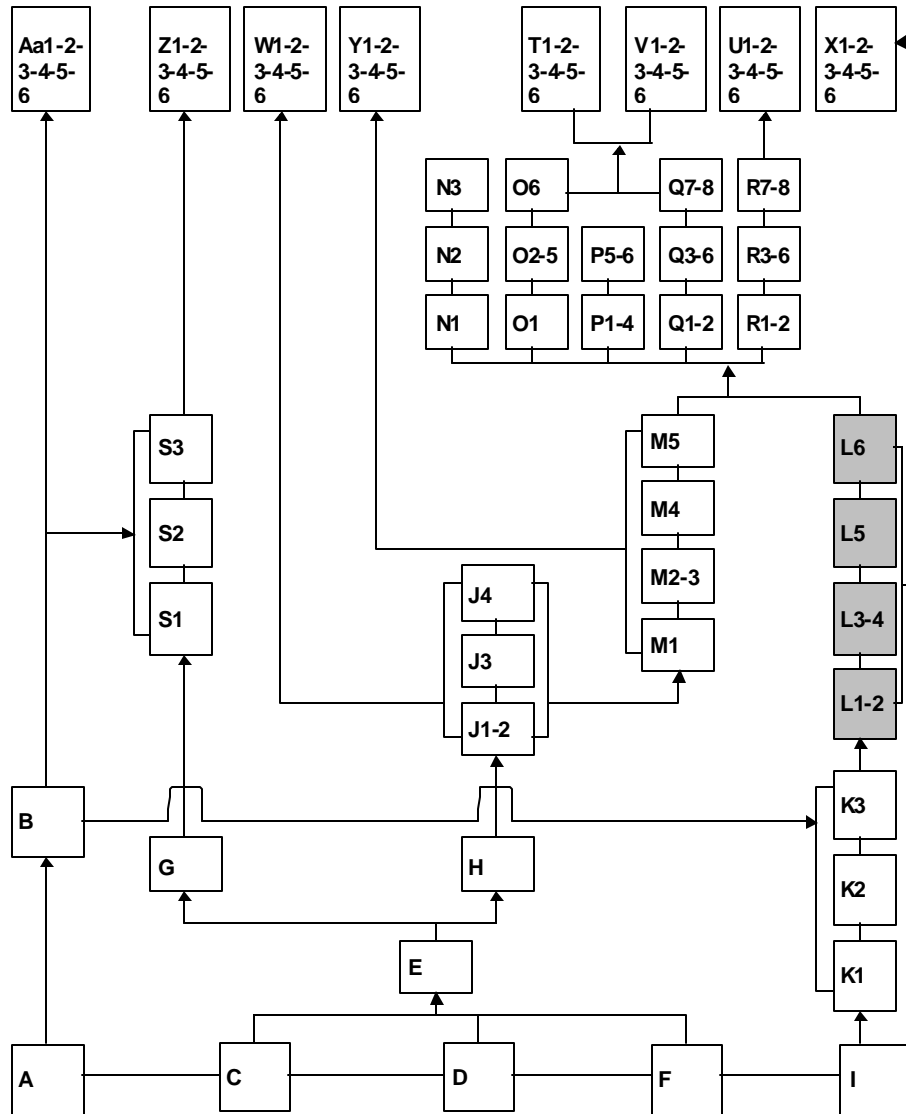 Aa1-2-
3-4-5-
6
Z1-2-
3-4-5-
6
W1-2-
3-4-5-
6
Y1-2-
3-4-5-
6
T1-2-
3-4-5-
6
V1-2-
3-4-5-
6
U1-2-
3-4-5-
6
X1-2-
3-4-5-
6
N3
O6
Q7-8
R7-8
N2
O2-5
P5-6
Q3-6
R3-6
N1
O1
P1-4
Q1-2
R1-2
S3
M5
L6
S2
M4
L5
J4
M2-3
S1
L3-4
J3
M1
J1-2
L1-2
B
K3
G
H
K2
E
K1
A
C
D
F
I